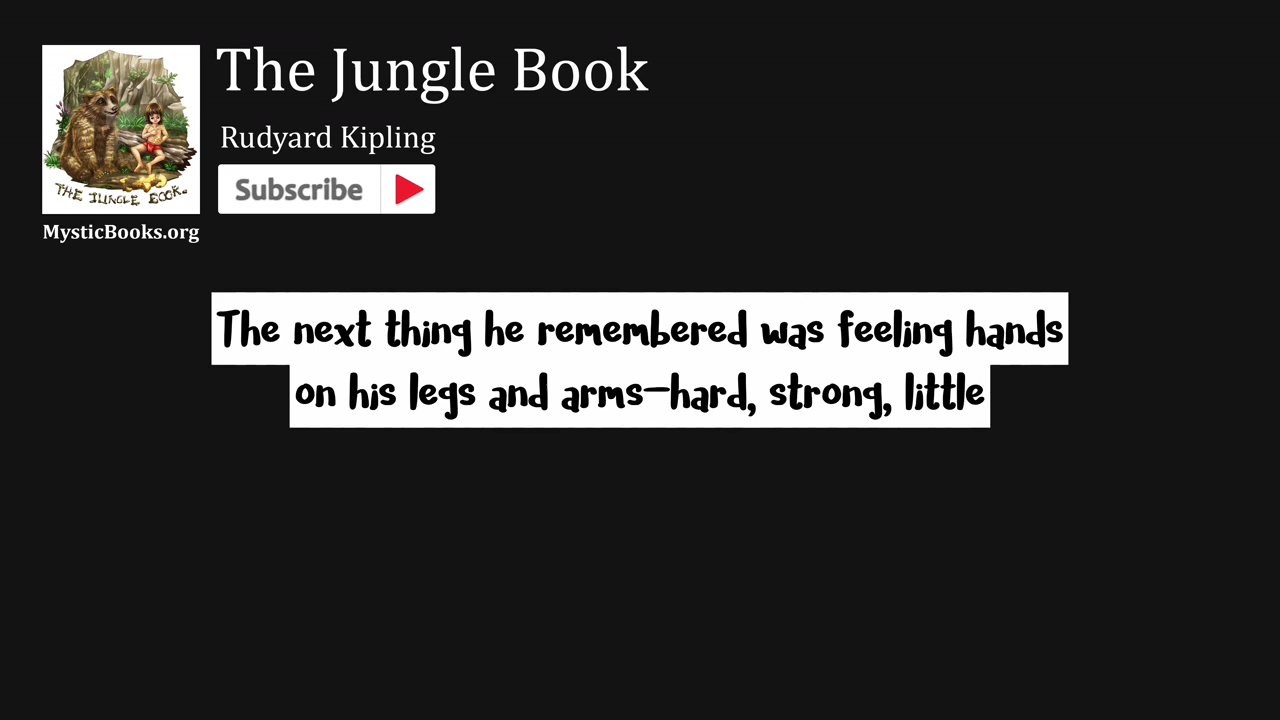 The Jungle Book
Rudyard Kipling
Subscribe
THE JUNGLE BOOK.
MysticBooks.org
The next thing he remembered was feeling hands
on his legs and arms—hard, strong, little